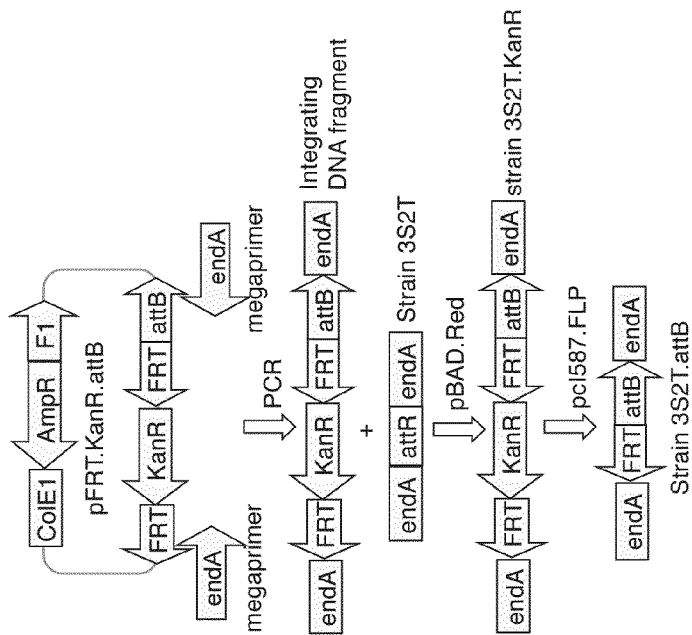 ColE1 AmpR F1
pFRT.KanR.attB
FRT KanR FRT attB
endA endA
megaprimer megaprimer
PCR
endA FRT KanR FRT attB endA
Integrating
DNA fragment
+
endA attR endA Strain 3S2T
pBAD.Red
endA FRT KanR FRT attB endA
strain 3S2T.KanR
pcI587.FLP
endA FRT attB endA
Strain 3S2T.attB